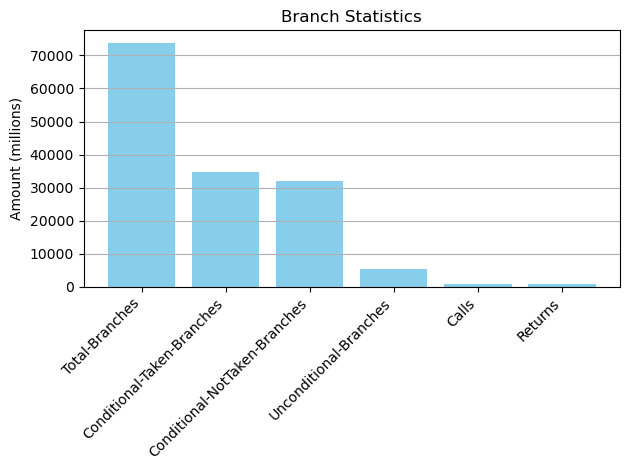 Branch Statistics
Amount (millions)
70000
60000
50000
40000
30000
20000
10000
0
Total-Branches
Conditional-Taken-Branches
Conditional-NotTaken-Branches
Unconditional-Branches
Calls
Returns